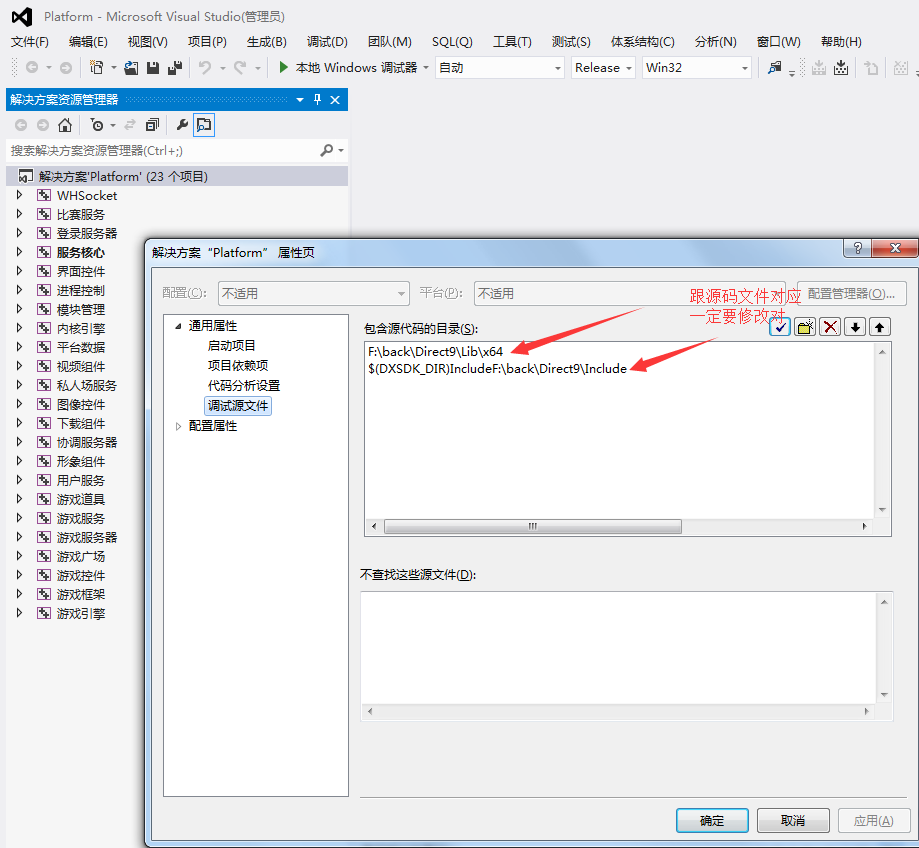 Platform - Microsoft Visual Studio(管理员)
文件(F) 编辑(E) 视图(V) 项目(P) 生成(B) 调试(D) 团队(M) SQL(Q) 工具(T) 测试(S) 体系结构(C) 分析(N) 窗口(W) 帮助(H)
本地 Windows 调试器 自动 Release Win32
解决方案资源管理器
搜索解决方案资源管理器(Ctrl+;)
解决方案'Platform' (23 个项目)
WHSocket
比赛服务
登录服务器
服务核心
界面控件
进程控制
模块管理
内核引擎
平台数据
视频组件
私人场服务
图像控件
下载组件
协调服务器
形象组件
用户服务
游戏道具
游戏服务
游戏服务器
游戏广场
游戏控件
游戏框架
游戏引擎
解决方案 "Platform" 属性页
配置(C): 不适用 平台(P): 不适用 配置管理器(O)...
跟源码文件对应
一定要修改对
通用属性
启动项目
项目依赖项
代码分析设置
调试源文件
配置属性
包含源代码的目录(S):
F:\back\Direct9\Lib\x64
$(DXSDK_DIR)IncludeF:\back\Direct9\Include
不查找这些源文件(D):
确定 取消 应用(A)